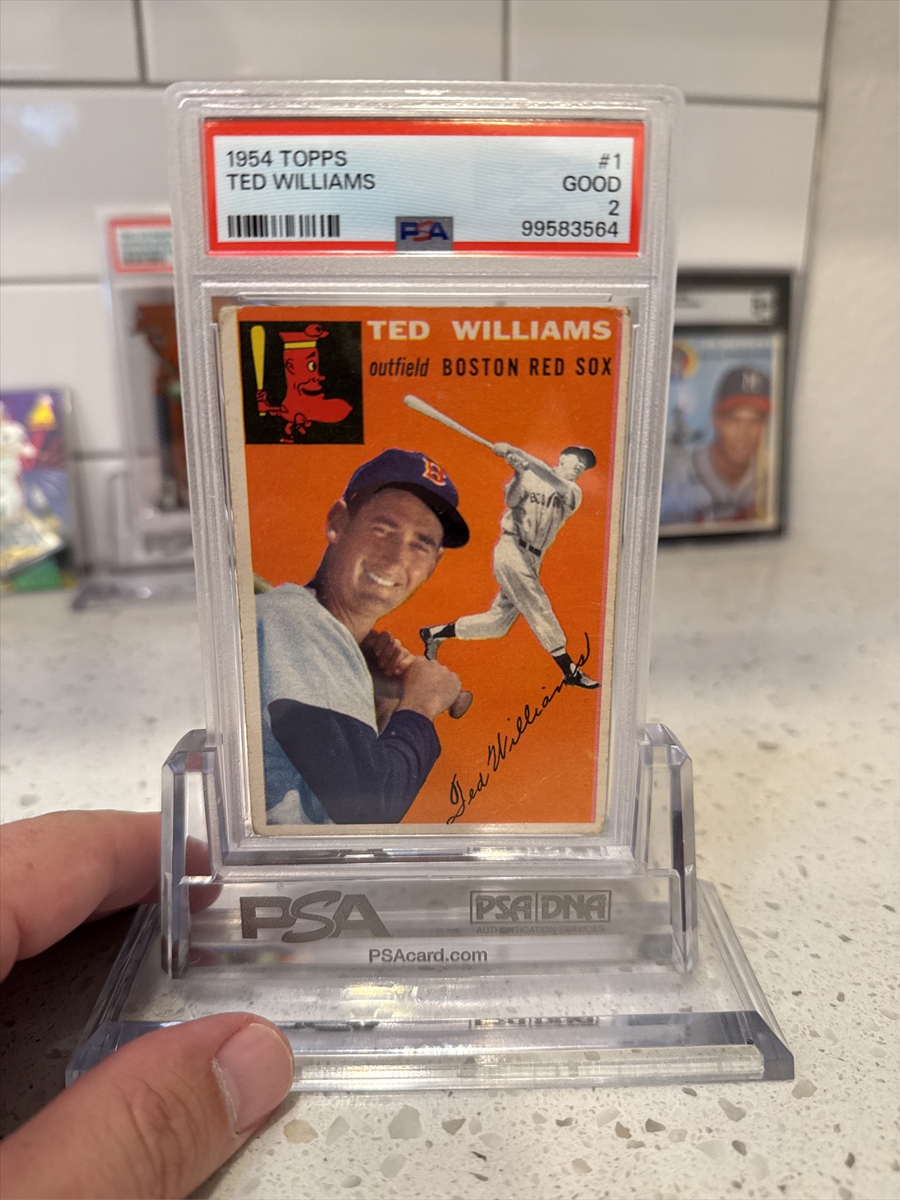 1954 TOPPS #1
TED WILLIAMS GOOD
2
PSA 99583564
TED WILLIAMS
outfield BOSTON RED SOX
B
Ted Williams
PSA PSA DNA
AUTHENTICATION SERVICES
PSAcard.com